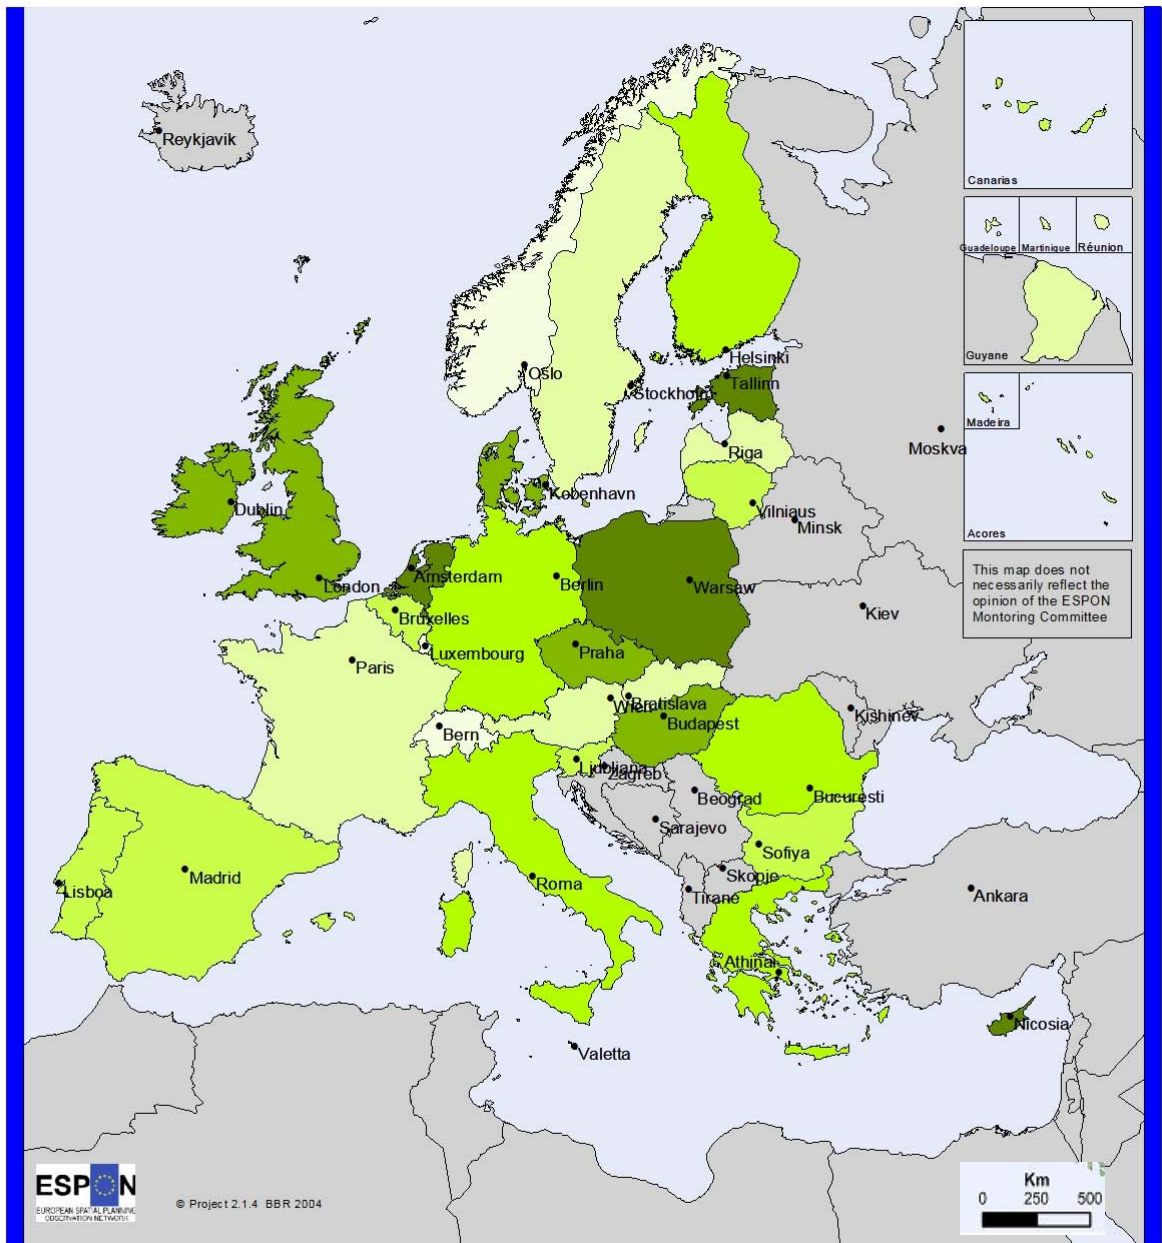 Reykjavik
Canarias
Guadeloupe
Martinique
Réunion
Guyane
Oslo
Helsinki
Stockholm
Tallinn
Madeira
Moskva
Riga
København
Dublin
Vilniaus
Minsk
Acores
London
Amsterdam
Berlin
Warsaw
This map does not
necessarily reflect the
opinion of the ESPON
Montoring Committee
Bruxelles
Kiev
Luxembourg
Praha
Paris
Wien
Bratislava
Budapest
Kishinev
Bern
Ljubljana
Zagreb
Beograd
Bucuresti
Sarajevo
Sofiya
Madrid
Lisboa
Roma
Skopje
Tirane
Ankara
Athinai
Nicosia
Valetta
ESPON
EUROPEAN SPATIAL PLANNING
OBSERVATION NETWORK
© Project 2.1.4 BBR 2004
Km
0 250 500